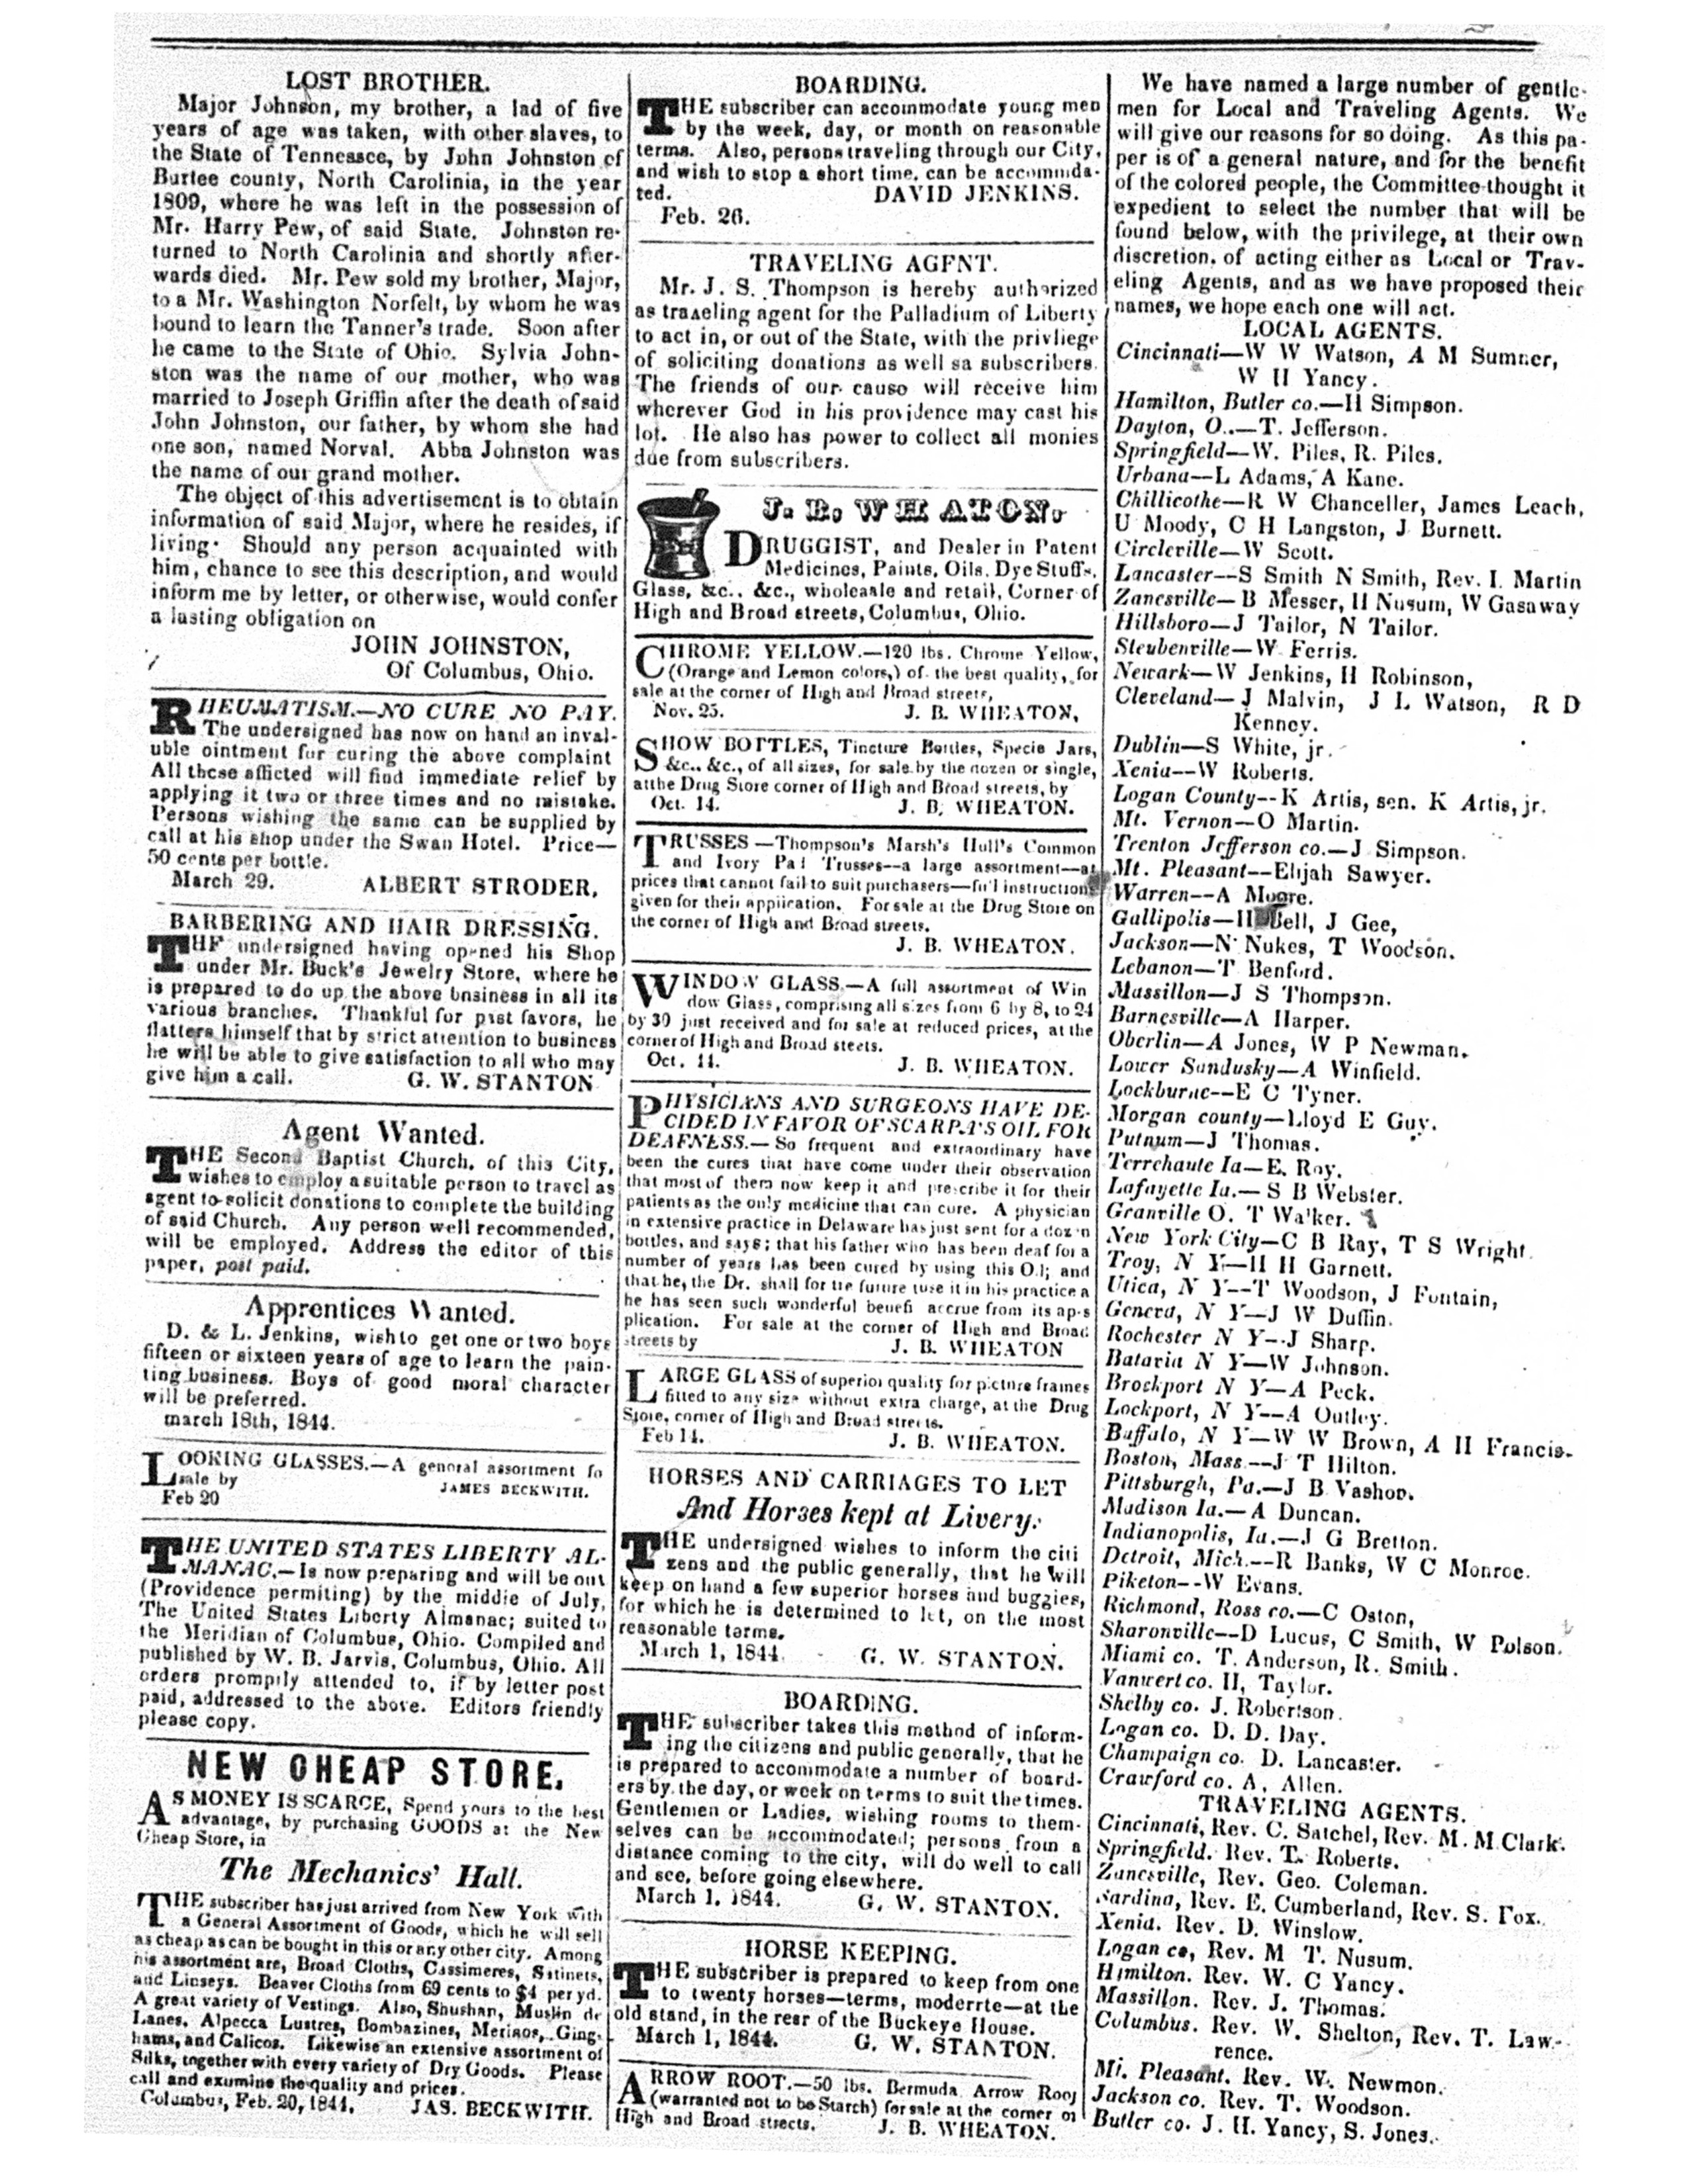 LOST BROTHER.
Major Johnson, my brother, a lad of five
years of age was taken, with other slaves, to
the State of Tennessee, by John Johnston of
Burtee county, North Carolinia, in the year
1809, where he was left in the possession of
Mr. Harry Pew, of said State. Johnston re-
turned to North Carolinia and shortly after-
wards died. Mr. Pew sold my brother, Major,
to a Mr. Washington Norfelt, by whom he was
bound to learn the Tanner's trade. Soon after
he came to the State of Ohio. Sylvia John-
ston was the name of our mother, who was
married to Joseph Griffin after the death of said
John Johnston, our father, by whom she had
one son, named Norval. Abba Johnston was
the name of our grand mother.
The object of this advertisement is to obtain
information of said Major, where he resides, if
living. Should any person acquainted with
him, chance to see this description, and would
inform me by letter, or otherwise, would confer
a lasting obligation on
JOHN JOHNSTON,
Of Columbus, Ohio.
RHEUMATISM.—NO CURE NO PAY.
The undersigned has now on hand an inval-
uble ointment for curing the above complaint
All these afflicted will find immediate relief by
applying it two or three times and no mistake.
Persons wishing the same can be supplied by
call at his shop under the Swan Hotel. Price—
50 cents per bottle.
March 29. ALBERT STRODER,
BARBERING AND HAIR DRESSING.
THE undersigned having opened his Shop
under Mr. Buck's Jewelry Store, where he
is prepared to do up the above bnsiness in all its
various branches. Thankful for past favors, he
flatters himself that by strict attention to business
he will be able to give satisfaction to all who may
give him a call. G. W. STANTON
Agent Wanted.
THE Second Baptist Church, of this City,
wishes to employ a suitable person to travel as
agent to solicit donations to complete the building
of said Church. Any person well recommended,
will be employed. Address the editor of this
paper, post paid.
Apprentices Wanted.
D. & L. Jenkins, wish to get one or two boys
fifteen or sixteen years of age to learn the pain-
ting business. Boys of good moral character
will be preferred.
march 18th, 1844.
LOOKING GLASSES.—A general assortment fo
sale by JAMES BECKWITH.
Feb 20
THE UNITED STATES LIBERTY AL-
MANAC.—Is now preparing and will be out
(Providence permiting) by the middle of July,
The United States Liberty Almanac; suited to
the Meridian of Columbus, Ohio. Compiled and
published by W. B. Jarvis, Columbus, Ohio. All
orders promptly attended to, if by letter post
paid, addressed to the above. Editors friendly
please copy.
NEW CHEAP STORE.
AS MONEY IS SCARCE, Spend yours to the best
advantage, by purchasing GOODS at the New
Cheap Store, in
The Mechanics' Hall.
THE subscriber has just arrived from New York with
a General Assortment of Goods, which he will sell
as cheap as can be bought in this or any other city. Among
his assortment are, Broad Cloths, Cassimeres, Satinets,
and Linseys. Beaver Cloths from 69 cents to $4 per yd.
A great variety of Vestings. Also, Shushan, Muslin de
Lanes, Alpecca Lustres, Bombazines, Merinos, Ging-
hams, and Calicos. Likewise an extensive assortment of
Silks, together with every variety of Dry Goods. Please
call and exumine the quality and prices.
Columbus, Feb. 20, 1844. JAS. BECKWITH.
BOARDING.
THE subscriber can accommodate young men
by the week, day, or month on reasonable
terms. Also, persons traveling through our City,
and wish to stop a short time, can be accommda-
ted. DAVID JENKINS.
Feb. 26.
TRAVELING AGENT.
Mr. J. S. Thompson is hereby authorized
as traveling agent for the Palladium of Liberty
to act in, or out of the State, with the privliege
of soliciting donations as well sa subscribers.
The friends of our cause will receive him
wherever God in his providence may cast his
lot. He also has power to collect all monies
due from subscribers.
J. B. WHEATON.
DRUGGIST, and Dealer in Patent
Medicines, Paints, Oils, Dye Stuffs,
Glass, &c., &c., wholeasle and retail, Corner of
High and Broad streets, Columbus, Ohio.
CHROME YELLOW.—120 lbs. Chrome Yellow,
(Orange and Lemon colors,) of the best quality, for
sale at the corner of High and Broad streets,
Nov. 25. J. B. WHEATON,
SHOW BOTTLES, Tincture Bottles, Specie Jars,
&c., &c., of all sizes, for sale by the dozen or single,
atthe Drug Store corner of High and Broad streets, by
Oct. 14. J. B. WHEATON.
TRUSSES—Thompson's Marsh's Hull's Common
and Ivory Pad Trusses—a large assortment—at
prices that cannot fail to suit purchasers—full instructions
given for their appiication. For sale at the Drug Store on
the corner of High and Broad streets.
J. B. WHEATON.
WINDOW GLASS.—A full assortment of Win
dow Glass, comprising all sizes from 6 by 8, to 24
by 30 just received and for sale at reduced prices, at the
corner of High and Broad steets.
Oct. 14. J. B. WHEATON.
PHYSICIANS AND SURGEONS HAVE DE-
CIDED IN FAVOR OF SCARPA'S OIL FOR
DEAFNESS.—So frequent and extraordinary have
been the cures that have come under their observation
that most of them now keep it and prescribe it for their
patients as the only medicine that can cure. A physician
in extensive practice in Delaware has just sent for a dozen
bottles, and says; that his father who has been deaf for a
number of years has been cured by using this Oil; and
that he, the Dr. shall for tie future tuse it in his practice a
he has seen such wonderful benefi accrue from its ap-s
plication. For sale at the corner of High and Broad
streets by J. B. WHEATON
LARGE GLASS of superior quality for picture frames
fitted to any size without extra charge, at the Drug
Store, corner of High and Broad streets.
Feb 14. J. B. WHEATON.
HORSES AND CARRIAGES TO LET
And Horses kept at Livery.
THE undersigned wishes to inform the citi
zens and the public generally, that he will
keep on hand a few superior horses and buggies,
for which he is determined to let, on the most
reasonable terms.
March 1, 1844. G. W. STANTON.
BOARDING.
THE subscriber takes this method of inform-
ing the citizens and public generally, that he
is prepared to accommodate a number of board-
ers by the day, or week on terms to suit the times.
Gentlemen or Ladies, wishing rooms to them-
selves can be accommodated; persons from a
distance coming to the city, will do well to call
and see, before going elsewhere.
March 1, 1844. G. W. STANTON.
HORSE KEEPING.
THE subscriber is prepared to keep from one
to twenty horses—terms, moderrte—at the
old stand, in the rear of the Buckeye House.
March 1, 1844. G. W. STANTON.
ARROW ROOT.—50 lbs. Bermuda Arrow Root
(warranted not to be Starch) for sale at the corner of
High and Broad streets. J. B. WHEATON.
We have named a large number of gentle-
men for Local and Traveling Agents. We
will give our reasons for so doing. As this pa-
per is of a general nature, and for the benefit
of the colored people, the Committee thought it
expedient to select the number that will be
found below, with the privilege, at their own
discretion, of acting either as Local or Trav-
eling Agents, and as we have proposed their
names, we hope each one will act.
LOCAL AGENTS.
Cincinnati—W W Watson, A M Sumner,
W H Yancy.
Hamilton, Butler co.—H Simpson.
Dayton, O.—T. Jefferson.
Springfield—W. Piles, R. Piles.
Urbana—L Adams, A Kane.
Chillicothe—R W Chanceller, James Leach,
U Moody, C H Langston, J Burnett.
Circleville—W Scott.
Lancaster—S Smith N Smith, Rev. I. Martin
Zanesville—B Messer, H Nusum, W Gasaway
Hillsboro—J Tailor, N Tailor.
Steubenville—W Ferris.
Newark—W Jenkins, H Robinson,
Cleveland—J Malvin, J L Watson, R D
Kenney.
Dublin—S White, jr.
Xenia—W Roberts.
Logan County—K Artis, sen. K Artis, jr.
Mt. Vernon—O Martin.
Trenton Jefferson co.—J Simpson.
Mt. Pleasant—Elijah Sawyer.
Warren—A Moore.
Gallipolis—H Bell, J Gee,
Jackson—N Nukes, T Woodson.
Lebanon—T Benford.
Massillon—J S Thompson.
Barnesville—A Harper.
Oberlin—A Jones, W P Newman.
Lower Sandusky—A Winfield.
Lockburne—E C Tyner.
Morgan county—Lloyd E Guy.
Putnum—J Thomas.
Terrehaute Ia—E. Roy.
Lafayette Ia.—S B Webster.
Granville O. T Walker.
New York City—C B Ray, T S Wright
Troy, N Y—H H Garnett.
Utica, N Y—T Woodson, J Fontain,
Geneva, N Y—J W Duffin.
Rochester N Y—J Sharp.
Batavia N Y—W Johnson.
Brockport N Y—A Peck.
Lockport, N Y—A Outley.
Buffalo, N Y—W W Brown, A H Francis.
Boston, Mass—J T Hilton.
Pittsburgh, Pa.—J B Vashon.
Madison Ia.—A Duncan.
Indianopolis, Ia.—J G Bretton.
Detroit, Mich.—R Banks, W C Monroe.
Piketon—W Evans.
Richmond, Ross co.—C Oston,
Sharonville—D Lucus, C Smith, W Polson.
Miami co. T. Anderson, R. Smith.
Vanwert co. H, Taylor.
Shelby co. J. Robertson.
Logan co. D. D. Day.
Champaign co. D. Lancaster.
Crawford co. A. Allen.
TRAVELING AGENTS.
Cincinnati, Rev. C. Satchel, Rev. M. M. Clark.
Springfield. Rev. T. Roberts.
Zanesville, Rev. Geo. Coleman.
Sardina, Rev. E. Cumberland, Rev. S. Fox.
Xenia. Rev. D. Winslow.
Logan co, Rev. M T. Nusum.
Hamilton. Rev. W. C Yancy.
Massillon. Rev. J. Thomas.
Columbus. Rev. W. Shelton, Rev. T. Law-
rence.
Mt. Pleasant. Rev. W. Newmon.
Jackson co. Rev. T. Woodson.
Butler co. J. H. Yancy, S. Jones.